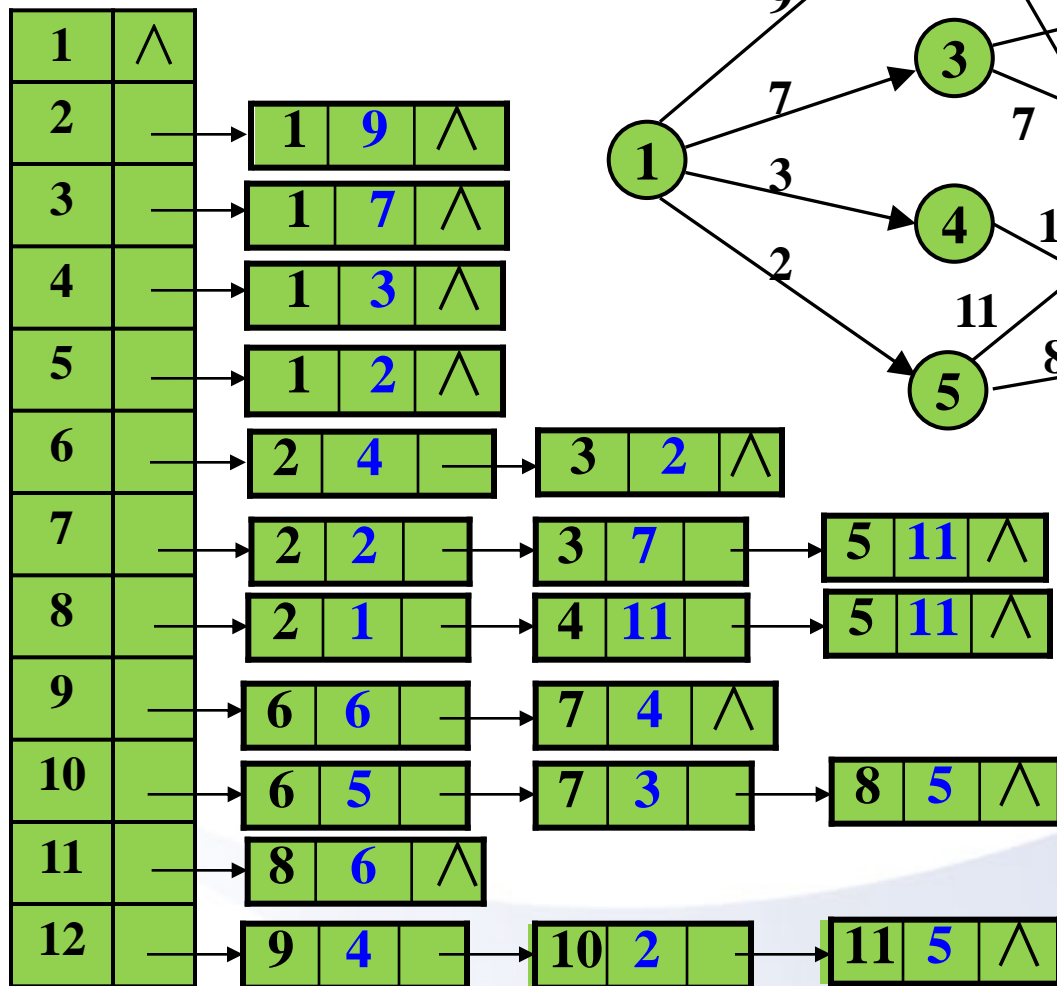 1 ∧
2 1 9 ∧
3 1 7 ∧
4 1 3 ∧
5 1 2 ∧
6 2 4 3 2 ∧
7 2 2 3 7 5 11 ∧
8 2 1 4 11 5 11 ∧
9 6 6 7 4 ∧
10 6 5 7 3 8 5 ∧
11 8 6 ∧
12 9 4 10 2 11 5 ∧
9
3
7
7
1
3
4
1
2
11
8
5